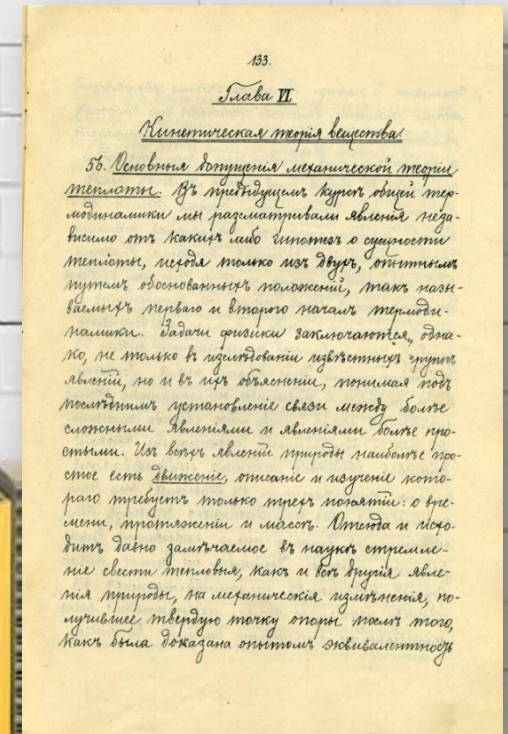 133.
Глава VI.
Кинетическая теорія вещества.
56. Основныя допущенія механической теоріи
теплоты. Въ предыдущемъ курсѣ общей тер-
модинамики мы разсматривали явленія неза-
висимо отъ какихъ либо гипотезъ о сущности
теплоты, исходя только изъ двухъ, опытнымъ
путемъ обоснованныхъ положеній, такъ назы-
ваемыхъ перваго и второго началъ термоди-
намики. Задачи физики заключаются, одна-
ко, не только въ изслѣдованіи извѣстныхъ группъ
явленій, но и въ ихъ объясненіи, понимая подъ
послѣднимъ установленіе связи между болѣе
сложными явленіями и явленіями болѣе про-
стыми. Изъ всѣхъ явленій природы наиболѣе про-
стое есть движеніе, описаніе и изученіе кото-
раго требуетъ только трехъ понятій: о вре-
мени, протяженіи и массѣ. Отсюда и исхо-
дитъ давно замѣчаемое въ наукѣ стремле-
ніе свести тепловыя, какъ и всѣ другія явле-
нія природы, на механическія измѣненія, по-
лучившее твердую точку опоры послѣ того,
какъ была доказана опытомъ эквивалентность